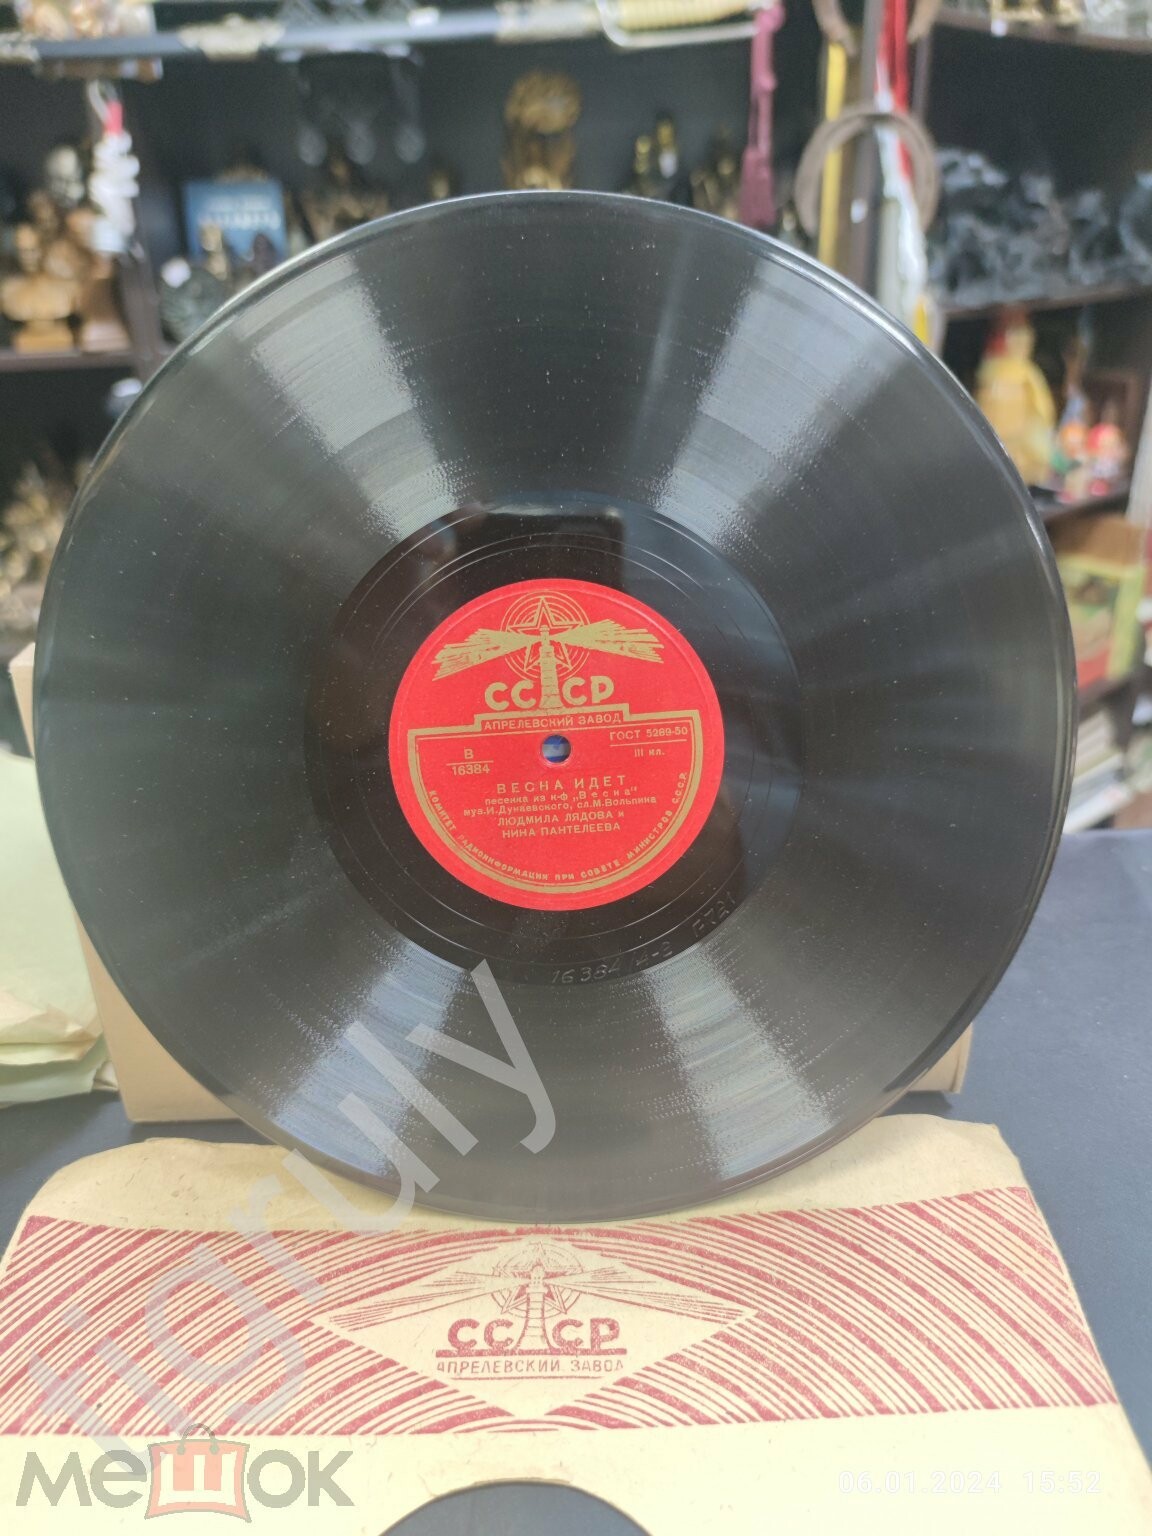 СССР
АПРЕЛЕВСКИЙ ЗАВОД
В
16384
ГОСТ 5289-50
III кл.
ВЕСНА ИДЕТ
песенка из к-ф „Весна"
муз.И.Дунаевского, сл.М.Вольпина
ЛЮДМИЛА ЛЯДОВА и
НИНА ПАНТЕЛЕЕВА
КОМИТЕТ РАДИОИНФОРМАЦИИ ПРИ СОВЕТЕ МИНИСТРОВ СССР
16384
tigruly
СССР
АПРЕЛЕВСКИЙ ЗАВОД
мешок
06.01.2024 15:52